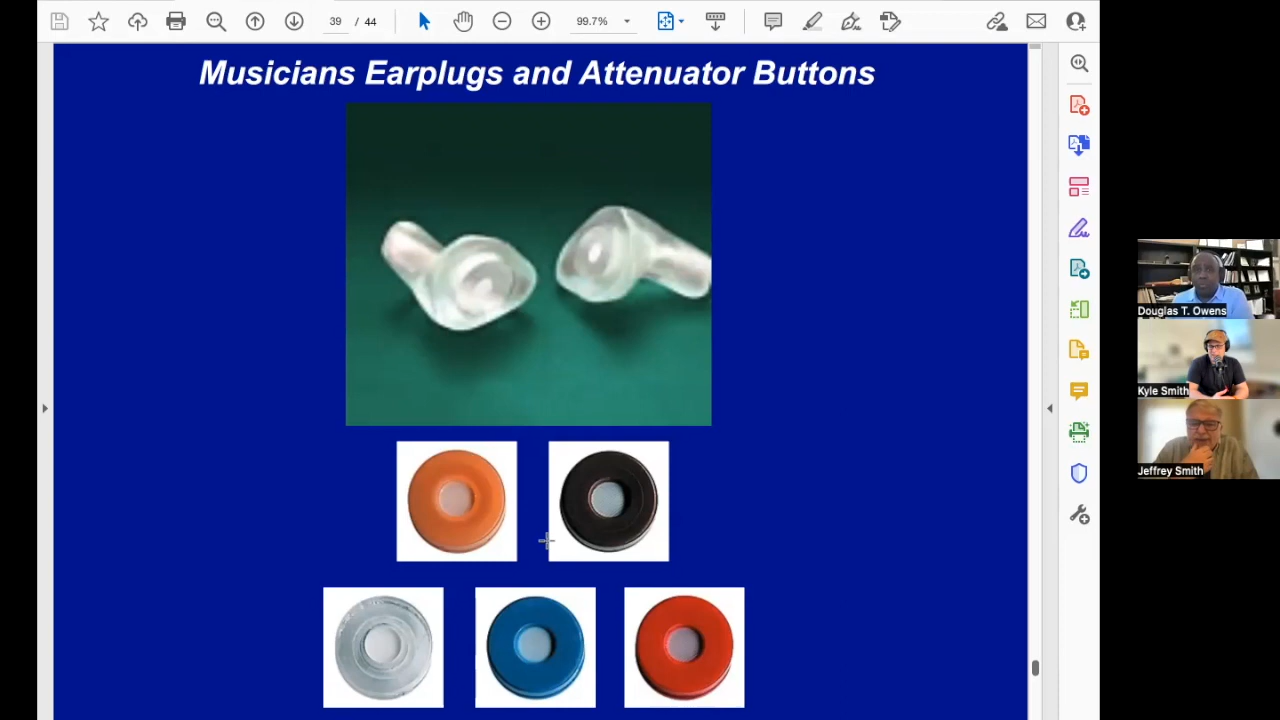 39 / 44
99.7%
Musicians Earplugs and Attenuator Buttons
Douglas T. Owens
Kyle Smith
Jeffrey Smith